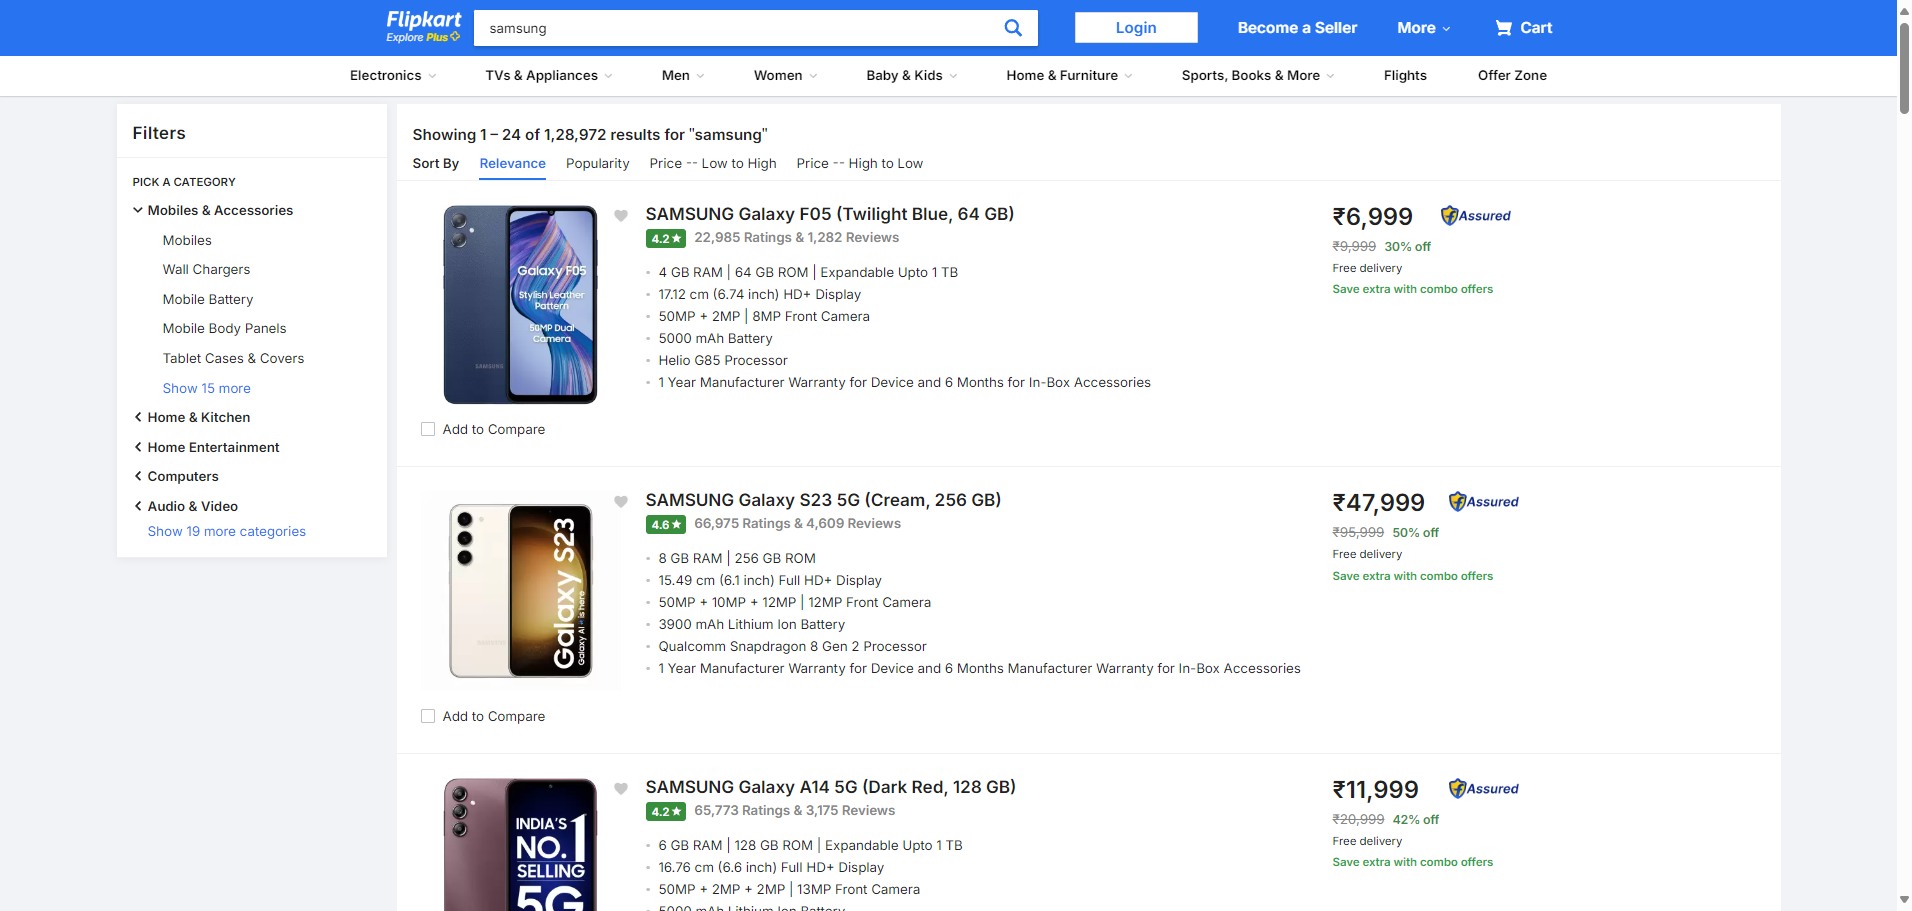 Flipkart
Explore Plus
samsung
Login
Become a Seller
More
Cart
Electronics
TVs & Appliances
Men
Women
Baby & Kids
Home & Furniture
Sports, Books & More
Flights
Offer Zone
Filters
PICK A CATEGORY
Mobiles & Accessories
Mobiles
Wall Chargers
Mobile Battery
Mobile Body Panels
Tablet Cases & Covers
Show 15 more
Home & Kitchen
Home Entertainment
Computers
Audio & Video
Show 19 more categories
Showing 1 – 24 of 1,28,972 results for "samsung"
Sort By Relevance Popularity Price -- Low to High Price -- High to Low
Galaxy F05
Stylish Leather
Pattern
50MP Dual
Camera
SAMSUNG
Add to Compare
SAMSUNG Galaxy F05 (Twilight Blue, 64 GB)
4.2★ 22,985 Ratings & 1,282 Reviews
4 GB RAM | 64 GB ROM | Expandable Upto 1 TB
17.12 cm (6.74 inch) HD+ Display
50MP + 2MP | 8MP Front Camera
5000 mAh Battery
Helio G85 Processor
1 Year Manufacturer Warranty for Device and 6 Months for In-Box Accessories
₹6,999 Assured
₹9,999 30% off
Free delivery
Save extra with combo offers
Galaxy S23
Galaxy AI is here
Add to Compare
SAMSUNG Galaxy S23 5G (Cream, 256 GB)
4.6★ 66,975 Ratings & 4,609 Reviews
8 GB RAM | 256 GB ROM
15.49 cm (6.1 inch) Full HD+ Display
50MP + 10MP + 12MP | 12MP Front Camera
3900 mAh Lithium Ion Battery
Qualcomm Snapdragon 8 Gen 2 Processor
1 Year Manufacturer Warranty for Device and 6 Months Manufacturer Warranty for In-Box Accessories
₹47,999 Assured
₹95,999 50% off
Free delivery
Save extra with combo offers
INDIA'S
NO.1
SELLING
5G
SAMSUNG Galaxy A14 5G (Dark Red, 128 GB)
4.2★ 65,773 Ratings & 3,175 Reviews
6 GB RAM | 128 GB ROM | Expandable Upto 1 TB
16.76 cm (6.6 inch) Full HD+ Display
50MP + 2MP + 2MP | 13MP Front Camera
5000 mAh Lithium Ion Battery
₹11,999 Assured
₹20,999 42% off
Free delivery
Save extra with combo offers